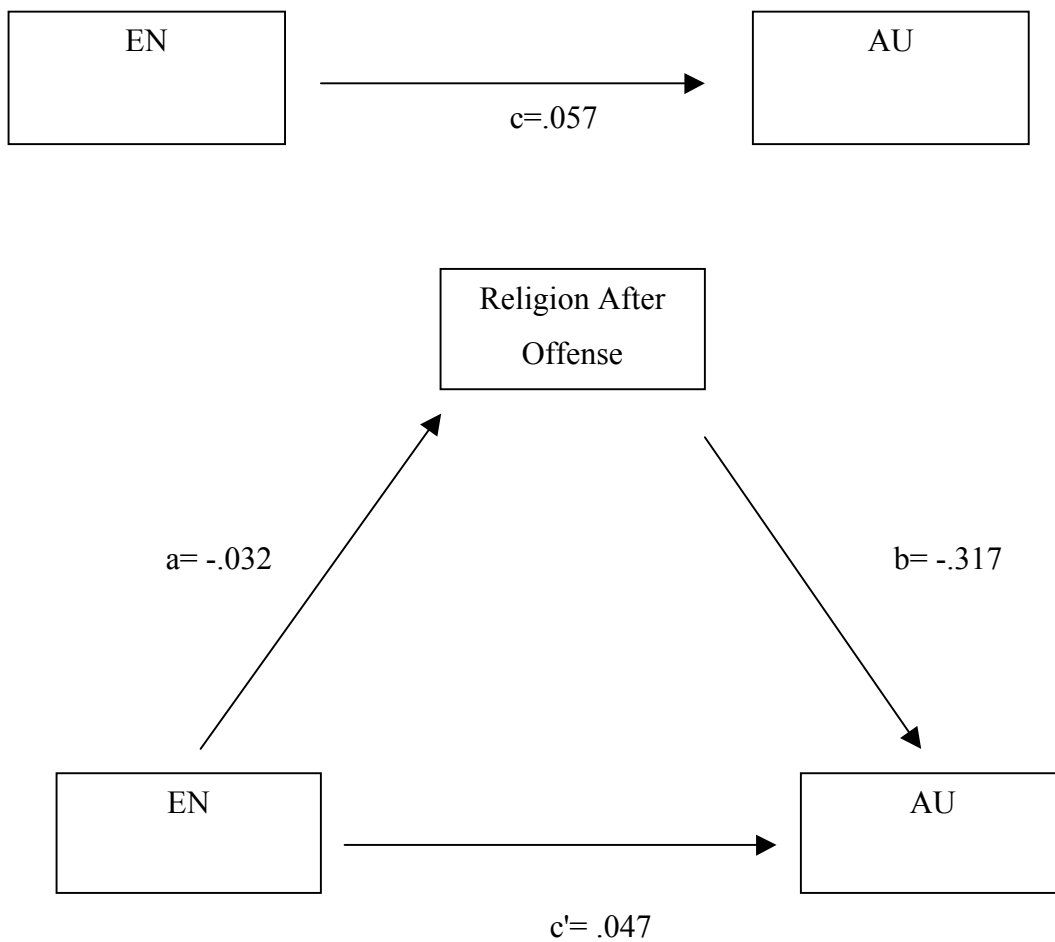 EN
AU
c=.057
Religion After
Offense
a= -.032
b= -.317
EN
AU
c'= .047